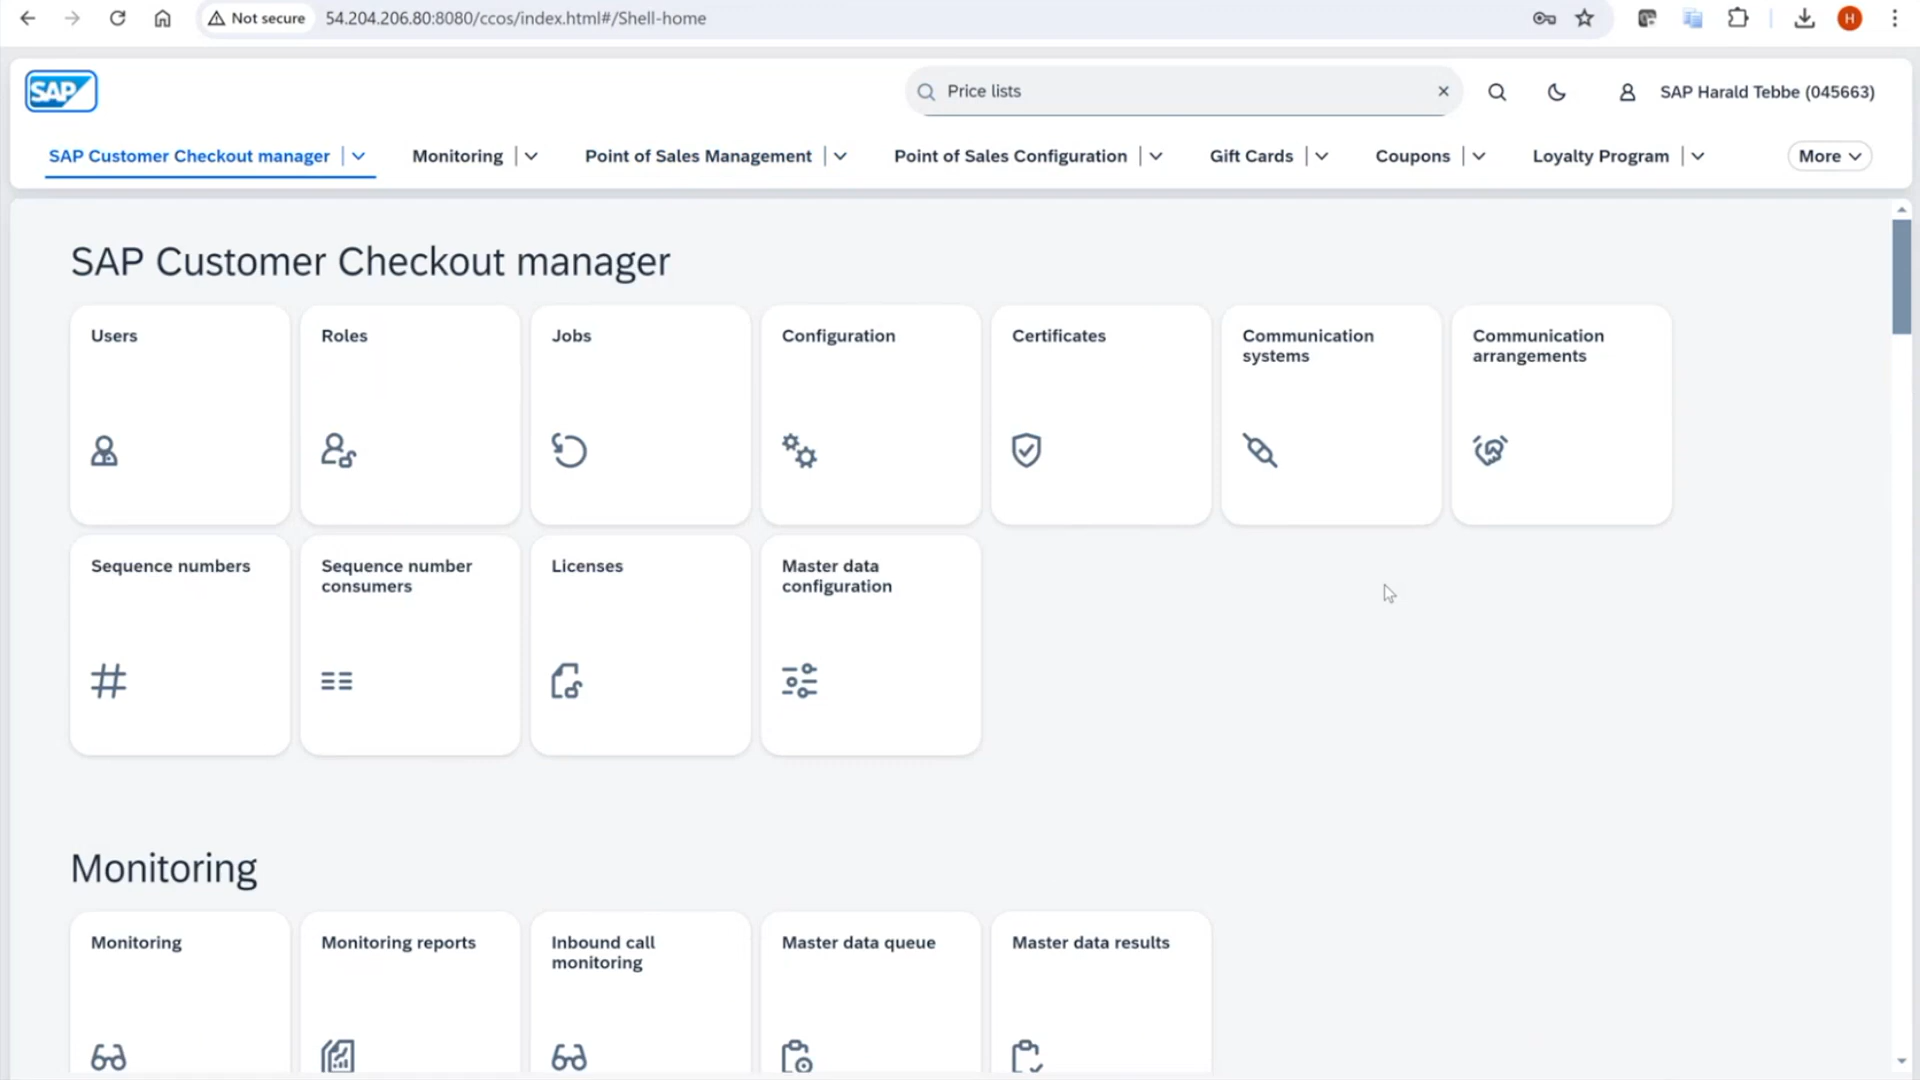 Not secure
54.204.206.80:8080/ccos/index.html#/Shell-home
H
SAP
Price lists
SAP Harald Tebbe (045663)
SAP Customer Checkout manager
Monitoring
Point of Sales Management
Point of Sales Configuration
Gift Cards
Coupons
Loyalty Program
More
SAP Customer Checkout manager
Users
Roles
Jobs
Configuration
Certificates
Communication
systems
Communication
arrangements
Sequence numbers
Sequence number
consumers
Licenses
Master data
configuration
Monitoring
Monitoring
Monitoring reports
Inbound call
monitoring
Master data queue
Master data results